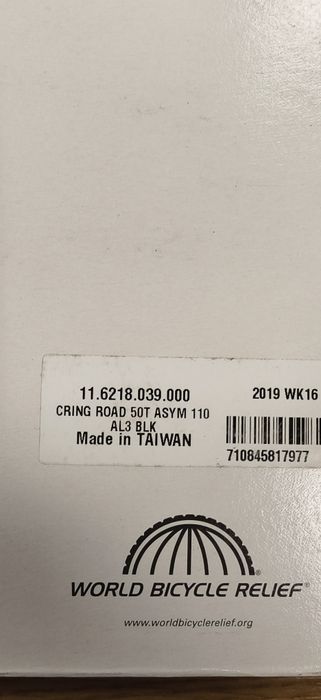 11.6218.039.000
2019 WK16
CRING ROAD 50T ASYM 110
AL3 BLK
Made in TAIWAN
710845817977
WORLD BICYCLE RELIEF®
www.worldbicyclerelief.org